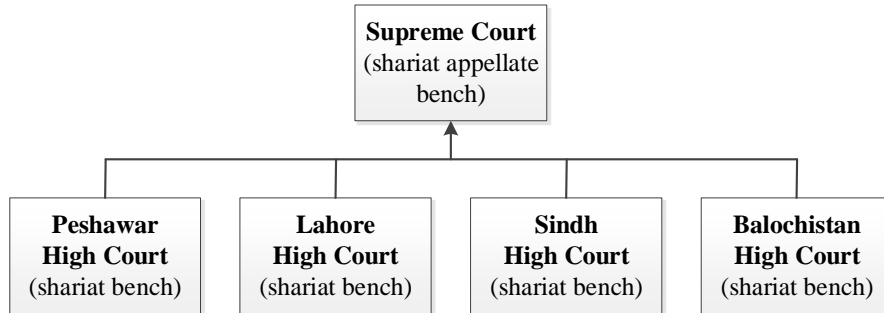 Supreme Court
(shariat appellate
bench)
Peshawar
High Court
(shariat bench)
Lahore
High Court
(shariat bench)
Sindh
High Court
(shariat bench)
Balochistan
High Court
(shariat bench)